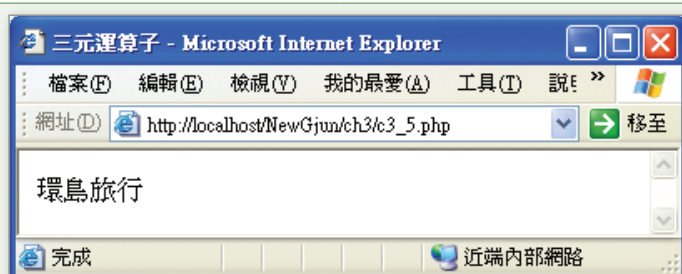 三元運算子 - Microsoft Internet Explorer
檔案(F) 編輯(E) 檢視(V) 我的最愛(A) 工具(T) »
網址(D) http://localhost/NewGjun/ch3/c3_5.php 移至
環島旅行
完成 近端內部網路